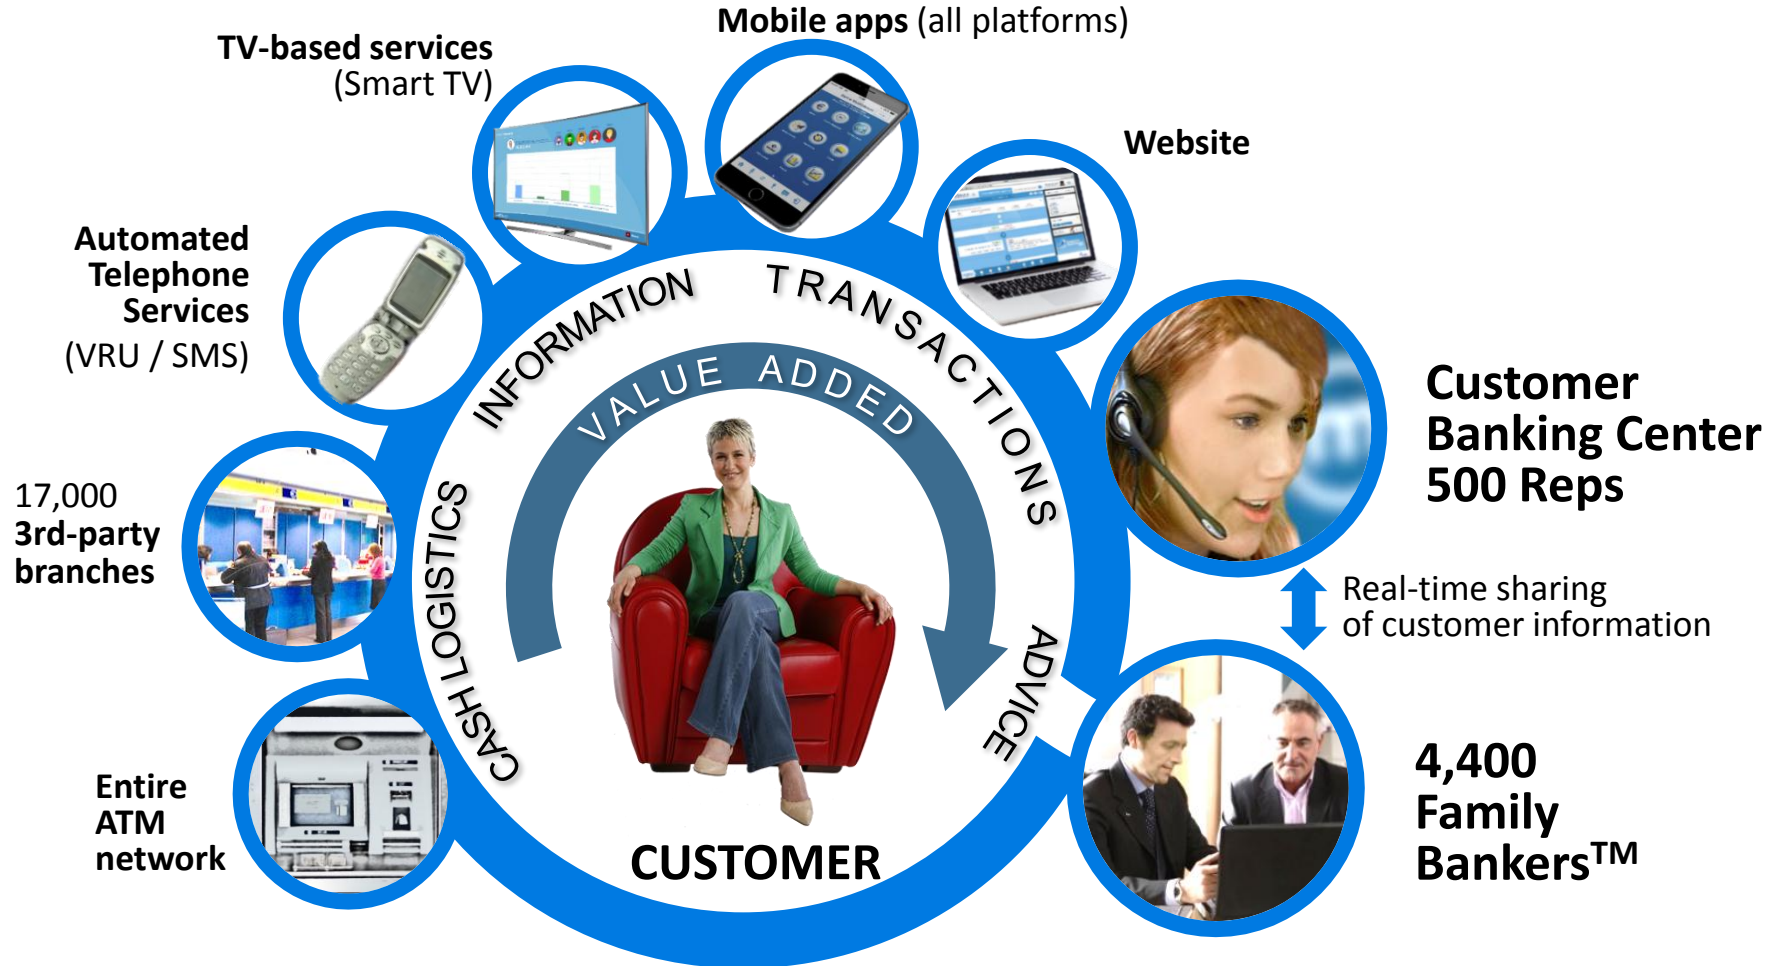 Mobile apps (all platforms)
TV-based services
(Smart TV)
Website
Automated
Telephone
Services
(VRU / SMS)
INFORMATION
TRANSACTIONS
VALUE ADDED
Customer
Banking Center
500 Reps
17,000
3rd-party
branches
CASH LOGISTICS
Real-time sharing
of customer information
ADVICE
Entire
ATM
network
4,400
Family
Bankers™
CUSTOMER